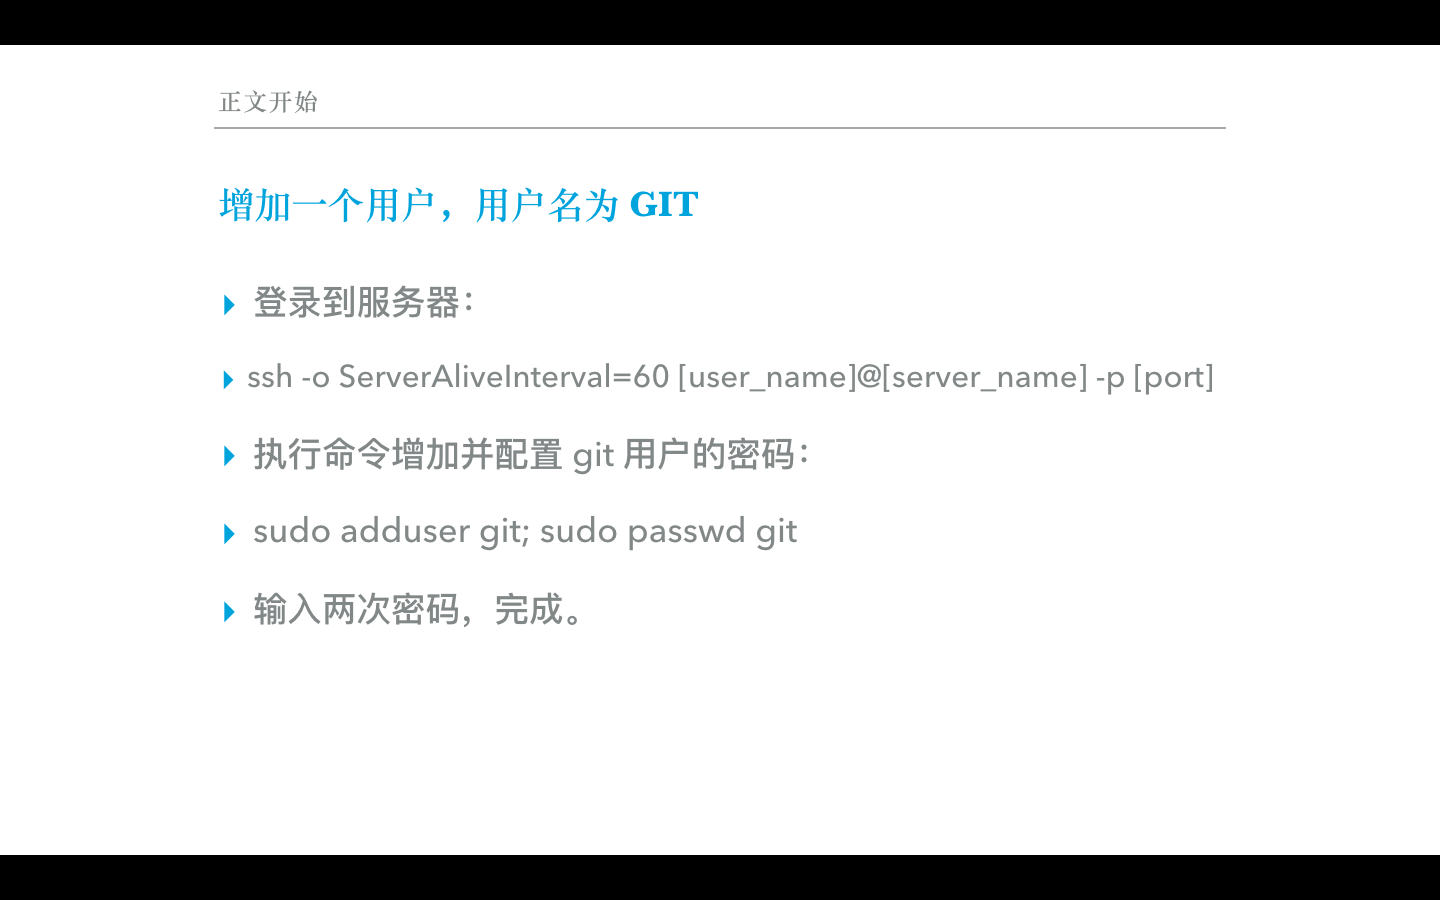 正文开始
增加一个用户，用户名为 GIT
登录到服务器：
ssh -o ServerAliveInterval=60 [user_name]@[server_name] -p [port]
执行命令增加并配置 git 用户的密码：
sudo adduser git; sudo passwd git
输入两次密码，完成。